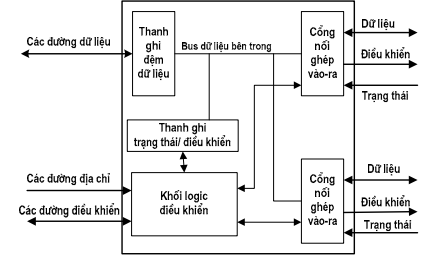 Các đường dữ liệu
Thanh
ghi
đệm
dữ liệu
Bus dữ liệu bên trong
Cổng
nối
ghép
vào-ra
Dữ liệu
Điều khiển
Trạng thái
Thanh ghi
trạng thái/ điều khiển
Các đường địa chỉ
Các đường điều khiển
Khối logic
điều khiển
Cổng
nối
ghép
vào-ra
Dữ liệu
Điều khiển
Trạng thái